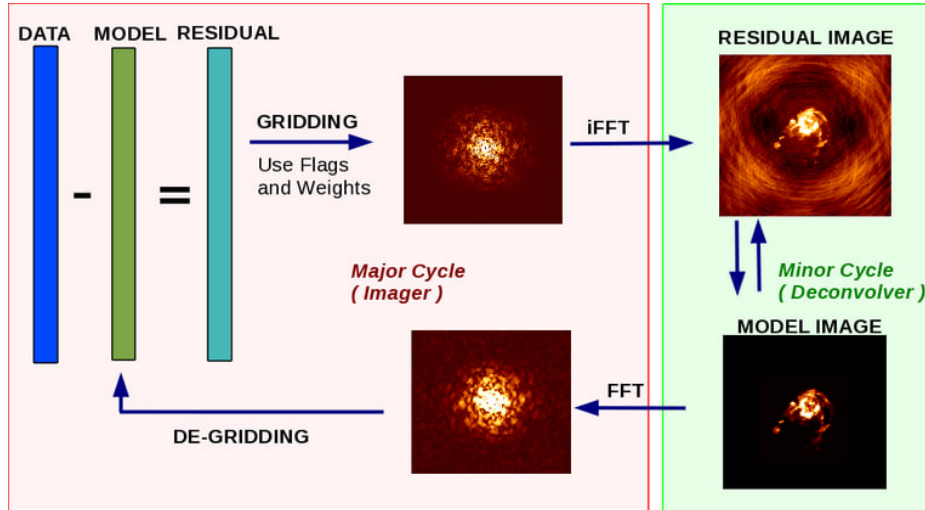 DATA MODEL RESIDUAL
- =
GRIDDING
Use Flags
and Weights
iFFT
RESIDUAL IMAGE
Major Cycle
( Imager )
Minor Cycle
( Deconvolver )
MODEL IMAGE
FFT
DE-GRIDDING